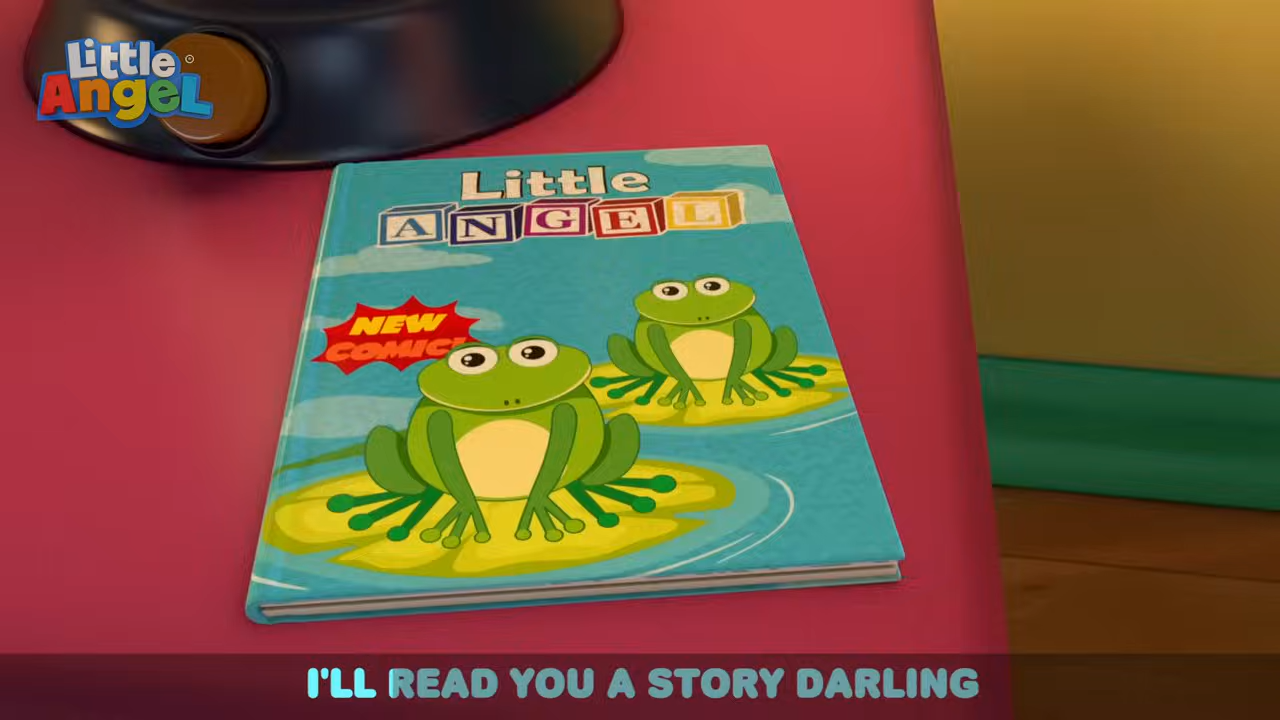 Little
Angel
Little
ANGEL
NEW
COMIC!
I'LL READ YOU A STORY DARLING